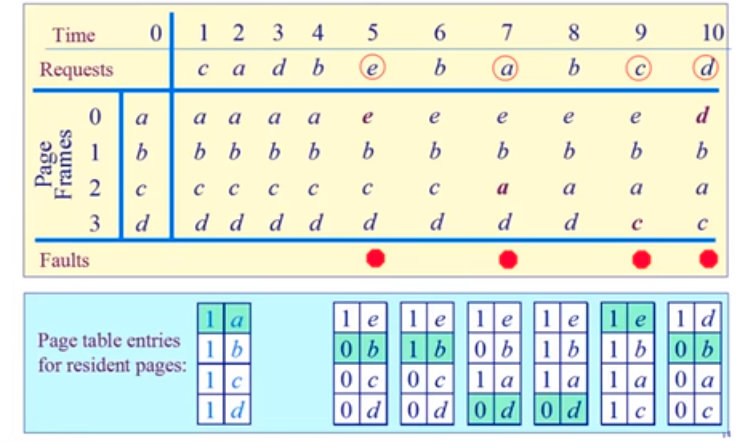 Time 0 1 2 3 4 5 6 7 8 9 10
Requests c a d b e b a b c d
Page Frames
0 a a a a a e e e e e d
1 b b b b b b b b b b b
2 c c c c c c c a a a a
3 d d d d d d d d d c c
Faults
Page table entries
for resident pages:
1 a 1 e 1 e 1 e 1 e 1 e 1 d
1 b 0 b 1 b 0 b 1 b 1 b 0 b
1 c 0 c 0 c 1 a 1 a 1 a 0 a
1 d 0 d 0 d 0 d 0 d 1 c 0 c